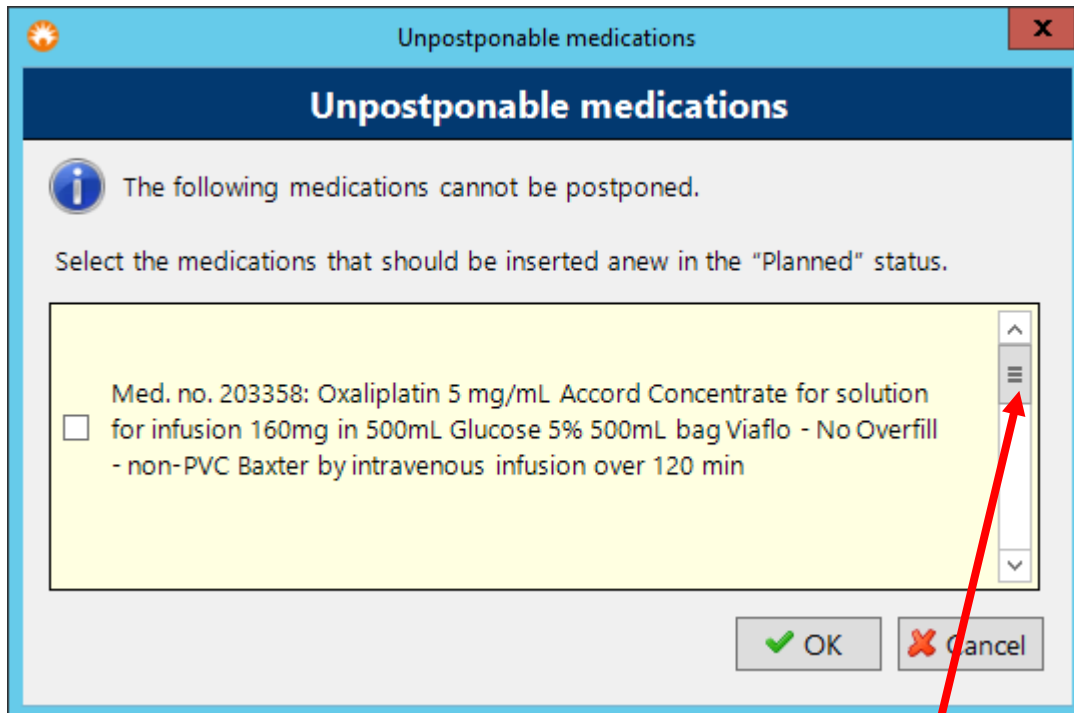 Unpostponable medications
x
Unpostponable medications
The following medications cannot be postponed.
Select the medications that should be inserted anew in the “Planned” status.
Med. no. 203358: Oxaliplatin 5 mg/mL Accord Concentrate for solution
for infusion 160mg in 500mL Glucose 5% 500mL bag Viaflo - No Overfill
- non-PVC Baxter by intravenous infusion over 120 min
OK Cancel